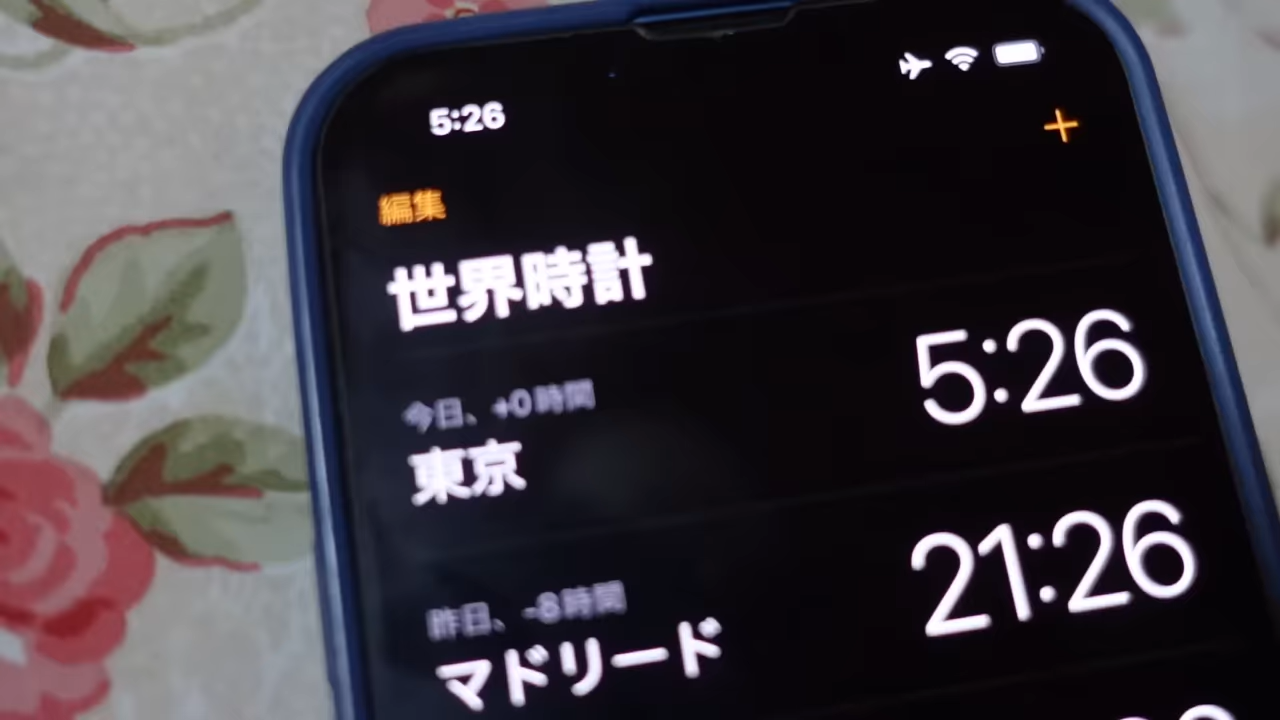 5:26
編集
世界時計
今日、+0時間
東京
5:26
昨日、-8時間
マドリード
21:26